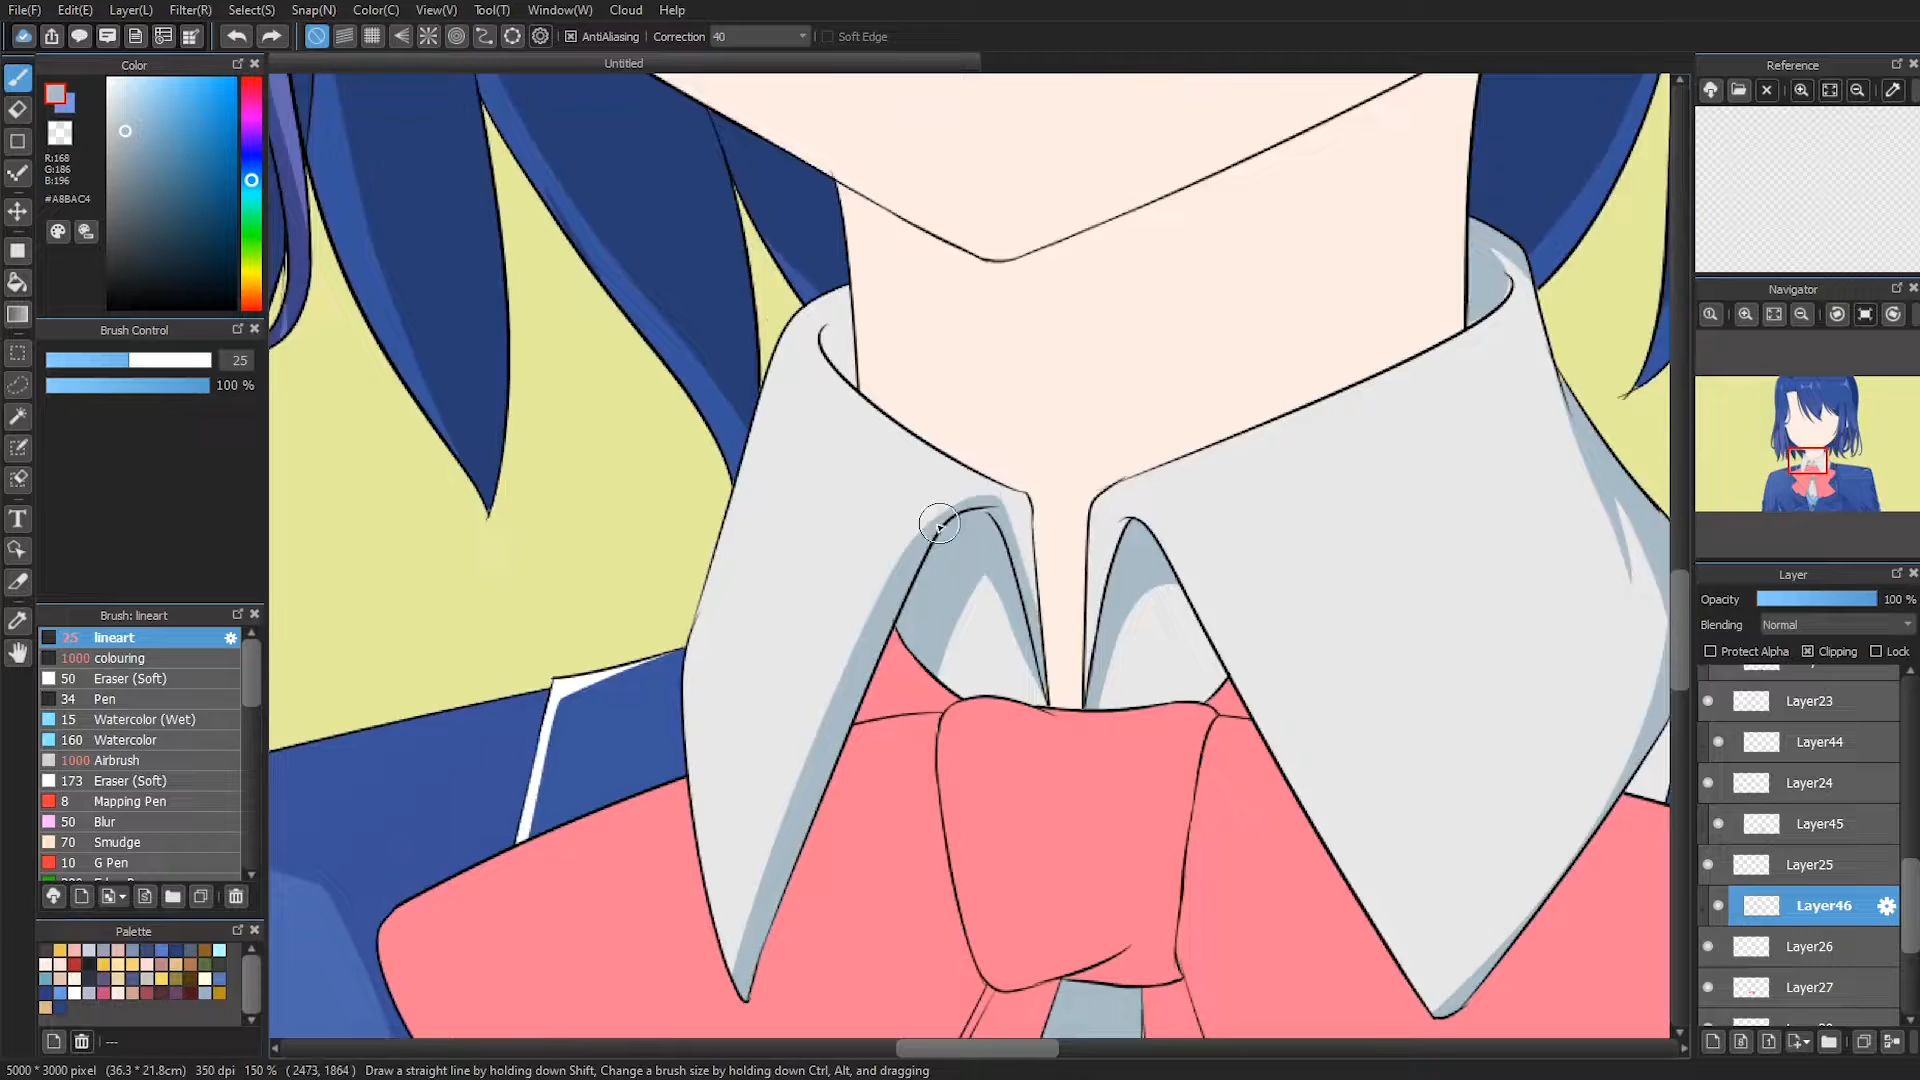 File(F) Edit(E) Layer(L) Filter(R) Select(S) Snap(N) Color(C) View(V) Tool(T) Window(W) Cloud Help
AntiAliasing Correction 40 Soft Edge
Untitled
Color
R:168
G:186
B:196
#A8BAC4
Brush Control
25
100 %
Brush: lineart
25 lineart
1000 colouring
50 Eraser (Soft)
34 Pen
15 Watercolor (Wet)
160 Watercolor
1000 Airbrush
173 Eraser (Soft)
8 Mapping Pen
50 Blur
70 Smudge
10 G Pen
Palette
---
Reference
Navigator
Layer
Opacity 100 %
Blending Normal
Protect Alpha Clipping Lock
Layer23
Layer44
Layer24
Layer45
Layer25
Layer46
Layer26
Layer27
5000 * 3000 pixel (36.3 * 21.8cm) 350 dpi 150 % ( 2473, 1864 ) Draw a straight line by holding down Shift, Change a brush size by holding down Ctrl, Alt, and dragging